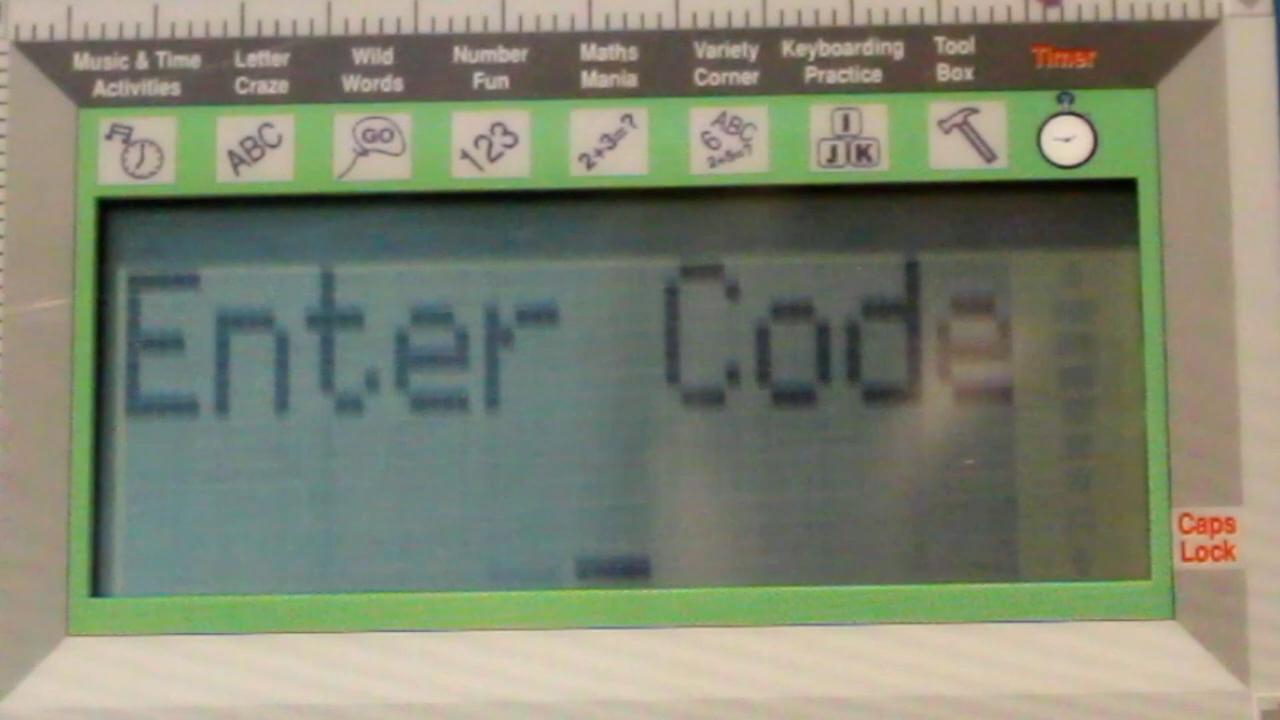 Music & Time Activities
Letter Craze
Wild Words
Number Fun
Maths Mania
Variety Corner
Keyboarding Practice
Tool Box
Timer
ABC
GO
123
2+3=?
6 ABC
2+5=?
I
J K
Enter Code
_
Caps
Lock